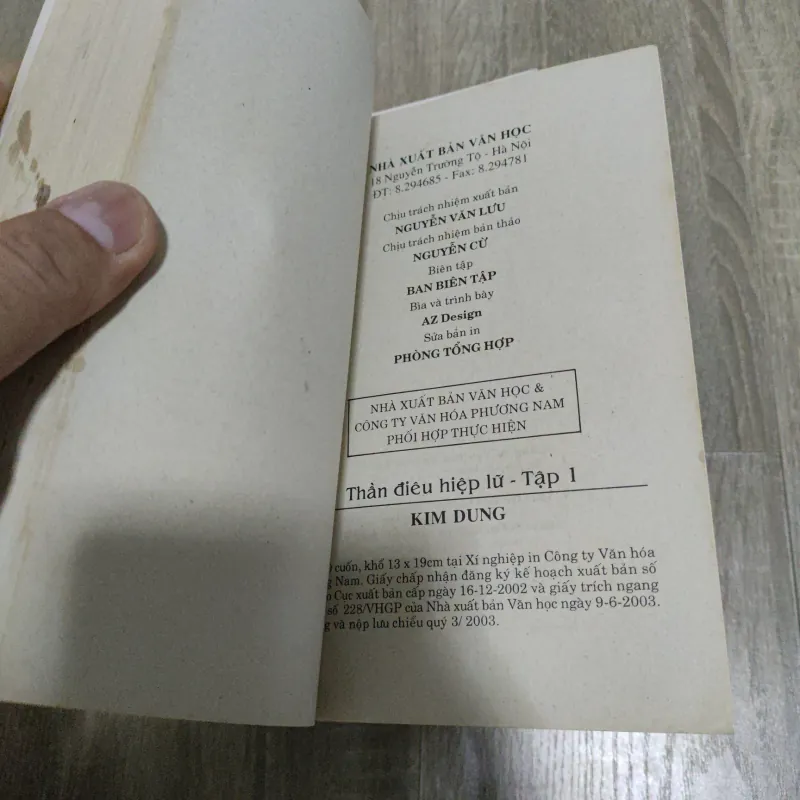 NHÀ XUẤT BẢN VĂN HỌC
18 Nguyễn Trường Tộ - Hà Nội
ĐT: 8.294685 - Fax: 8.294781
Chịu trách nhiệm xuất bản
NGUYỄN VĂN LƯU
Chịu trách nhiệm bản thảo
NGUYỄN CỪ
Biên tập
BAN BIÊN TẬP
Bìa và trình bày
AZ Design
Sửa bản in
PHÒNG TỔNG HỢP
NHÀ XUẤT BẢN VĂN HỌC &
CÔNG TY VĂN HÓA PHƯƠNG NAM
PHỐI HỢP THỰC HIỆN
Thần điêu hiệp lữ - Tập 1
KIM DUNG
cuốn, khổ 13 x 19cm tại Xí nghiệp in Công ty Văn hóa
Nam. Giấy chấp nhận đăng ký kế hoạch xuất bản số
Cục xuất bản cấp ngày 16-12-2002 và giấy trích ngang
số 228/VHGP của Nhà xuất bản Văn học ngày 9-6-2003.
và nộp lưu chiểu quý 3/ 2003.